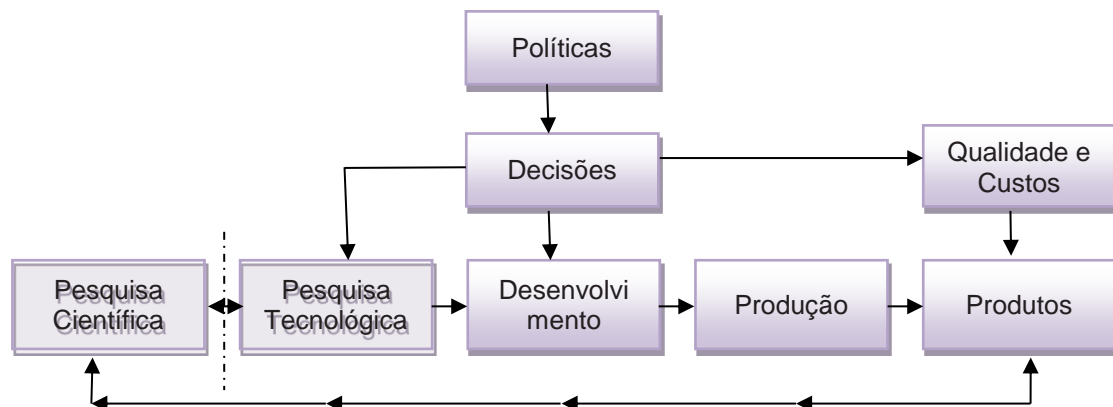 Políticas
Decisões
Qualidade e
Custos
Pesquisa
Científica
Pesquisa
Tecnológica
Desenvolvi
mento
Produção
Produtos